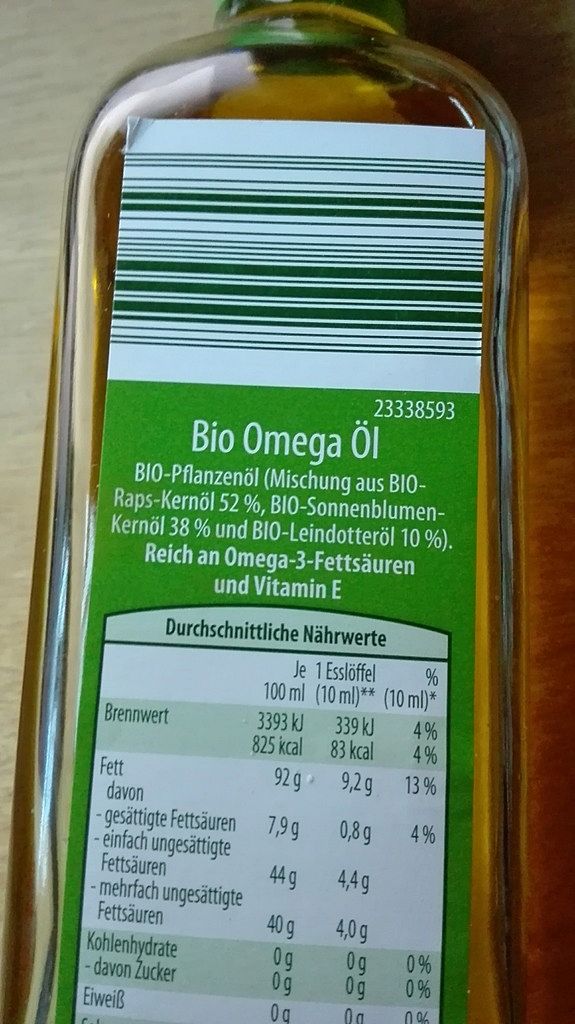 23338593
Bio Omega Öl
BIO-Pflanzenöl (Mischung aus BIO-
Raps-Kernöl 52 %, BIO-Sonnenblumen-
Kernöl 38 % und BIO-Leindotteröl 10 %).
Reich an Omega-3-Fettsäuren
und Vitamin E
Durchschnittliche Nährwerte
Je 1 Esslöffel %
100 ml (10 ml)** (10 ml)*
Brennwert 3393 kJ 339 kJ 4 %
825 kcal 83 kcal 4 %
Fett 92 g 9,2 g 13 %
davon
- gesättigte Fettsäuren 7,9 g 0,8 g 4 %
- einfach ungesättigte
Fettsäuren 44 g 4,4 g
- mehrfach ungesättigte
Fettsäuren 40 g 4,0 g
Kohlenhydrate 0 g 0 g 0 %
- davon Zucker 0 g 0 g 0 %
Eiweiß 0 g 0 g 0 %